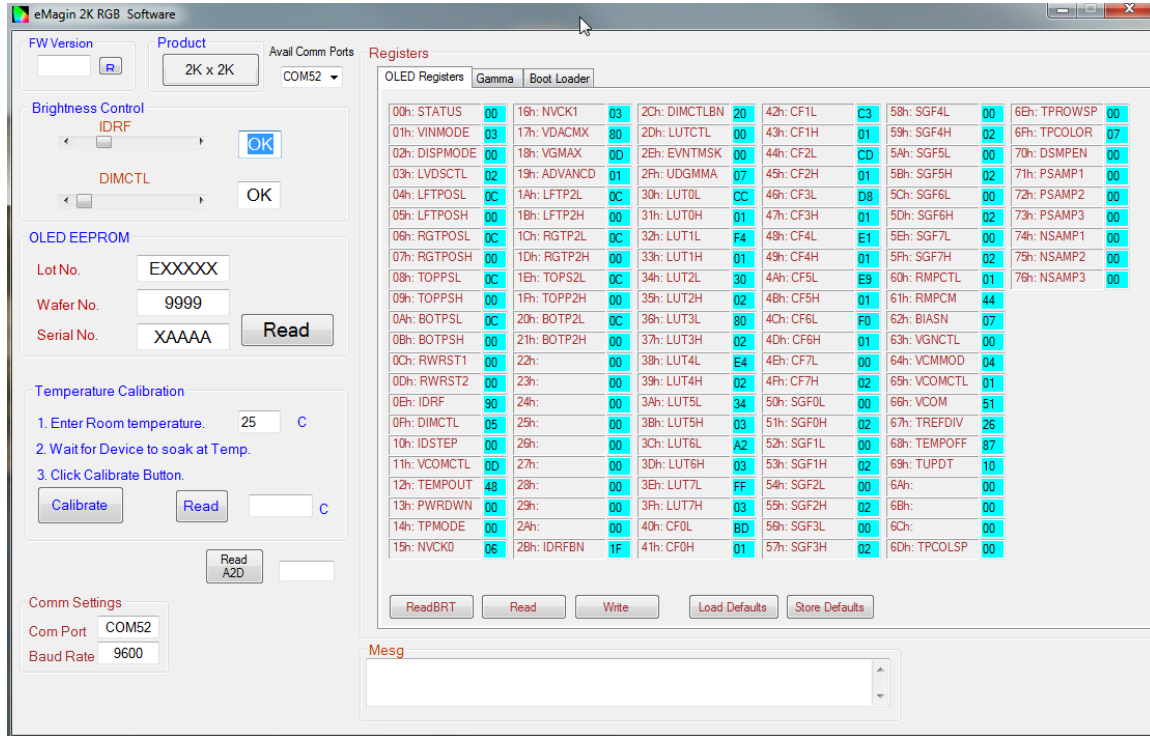 eMagin 2K RGB Software
FW Version
R
Product
2K x 2K
Avail Comm Ports
COM52
Brightness Control
IDRF
OK
DIMCTL
OK
OLED EEPROM
Lot No. EXXXXX
Wafer No. 9999
Serial No. XAAAA
Read
Temperature Calibration
1. Enter Room temperature. 25 C
2. Wait for Device to soak at Temp.
3. Click Calibrate Button.
Calibrate Read C
Read
A2D
Comm Settings
Com Port COM52
Baud Rate 9600
Registers
OLED Registers Gamma Boot Loader
00h: STATUS 00 16h: NVCK1 03 2Ch: DIMCTLBN 20 42h: CF1L C3 58h: SGF4L 00 6Eh: TPROWSP 00
01h: VINMODE 03 17h: VDACMX 80 2Dh: LUTCTL 00 43h: CF1H 01 59h: SGF4H 02 6Fh: TPCOLOR 07
02h: DISPMODE 00 18h: VGMAX 0D 2Eh: EVNTMSK 00 44h: CF2L CD 5Ah: SGF5L 00 70h: DSMPEN 00
03h: LVDSCTL 02 19h: ADVANCD 01 2Fh: UDGMMA 07 45h: CF2H 01 5Bh: SGF5H 02 71h: PSAMP1 00
04h: LFTPOSL 0C 1Ah: LFTP2L 0C 30h: LUT0L CC 46h: CF3L D8 5Ch: SGF6L 00 72h: PSAMP2 00
05h: LFTPOSH 00 1Bh: LFTP2H 00 31h: LUT0H 01 47h: CF3H 01 5Dh: SGF6H 02 73h: PSAMP3 00
06h: RGTPOSL 0C 1Ch: RGTP2L 0C 32h: LUT1L F4 48h: CF4L E1 5Eh: SGF7L 00 74h: NSAMP1 00
07h: RGTPOSH 00 1Dh: RGTP2H 00 33h: LUT1H 01 49h: CF4H 01 5Fh: SGF7H 02 75h: NSAMP2 00
08h: TOPPSL 0C 1Eh: TOPS2L 0C 34h: LUT2L 30 4Ah: CF5L E9 60h: RMPCTL 01 76h: NSAMP3 00
09h: TOPPSH 00 1Fh: TOPP2H 00 35h: LUT2H 02 4Bh: CF5H 01 61h: RMPCM 44
0Ah: BOTPSL 0C 20h: BOTP2L 0C 36h: LUT3L 80 4Ch: CF6L F0 62h: BIASN 07
0Bh: BOTPSH 00 21h: BOTP2H 00 37h: LUT3H 02 4Dh: CF6H 01 63h: VGNCTL 00
0Ch: RWRST1 00 22h: 00 38h: LUT4L E4 4Eh: CF7L 00 64h: VCMMOD 04
0Dh: RWRST2 00 23h: 00 39h: LUT4H 02 4Fh: CF7H 02 65h: VCOMCTL 01
0Eh: IDRF 90 24h: 00 3Ah: LUT5L 34 50h: SGF0L 00 66h: VCOM 51
0Fh: DIMCTL 05 25h: 00 3Bh: LUT5H 03 51h: SGF0H 02 67h: TREFDIV 26
10h: IDSTEP 00 26h: 00 3Ch: LUT6L A2 52h: SGF1L 00 68h: TEMPOFF 87
11h: VCOMCTL 0D 27h: 00 3Dh: LUT6H 03 53h: SGF1H 02 69h: TUPDT 10
12h: TEMPOUT 48 28h: 00 3Eh: LUT7L FF 54h: SGF2L 00 6Ah: 00
13h: PWRDWN 00 29h: 00 3Fh: LUT7H 03 55h: SGF2H 02 6Bh: 00
14h: TPMODE 00 2Ah: 00 40h: CF0L BD 56h: SGF3L 00 6Ch: 00
15h: NVCK0 06 2Bh: IDRFBN 1F 41h: CF0H 01 57h: SGF3H 02 6Dh: TPCOLSP 00
ReadBRT Read Write Load Defaults Store Defaults
Mesg